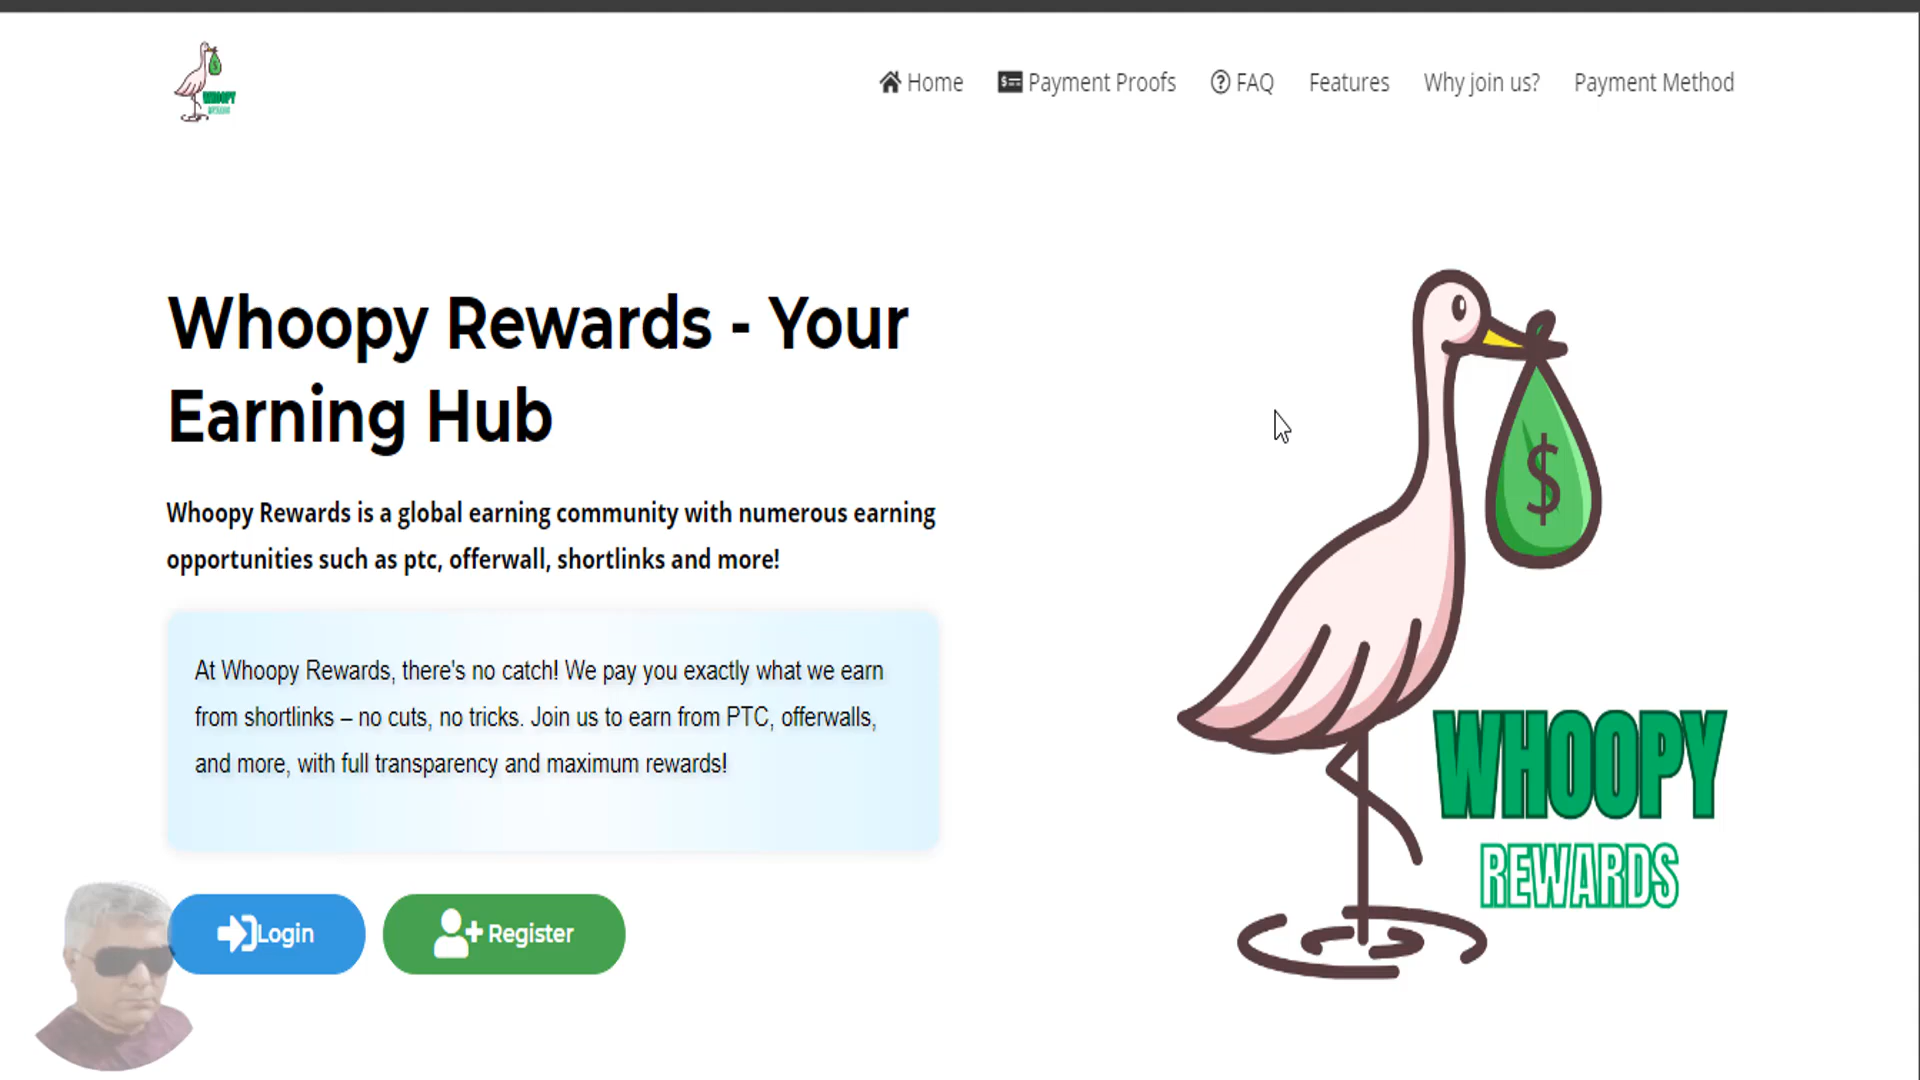 WHOOPY
Home Payment Proofs FAQ Features Why join us? Payment Method
Whoopy Rewards - Your
Earning Hub
Whoopy Rewards is a global earning community with numerous earning
opportunities such as ptc, offerwall, shortlinks and more!
At Whoopy Rewards, there's no catch! We pay you exactly what we earn
from shortlinks – no cuts, no tricks. Join us to earn from PTC, offerwalls,
and more, with full transparency and maximum rewards!
Login Register
$
WHOOPY
REWARDS